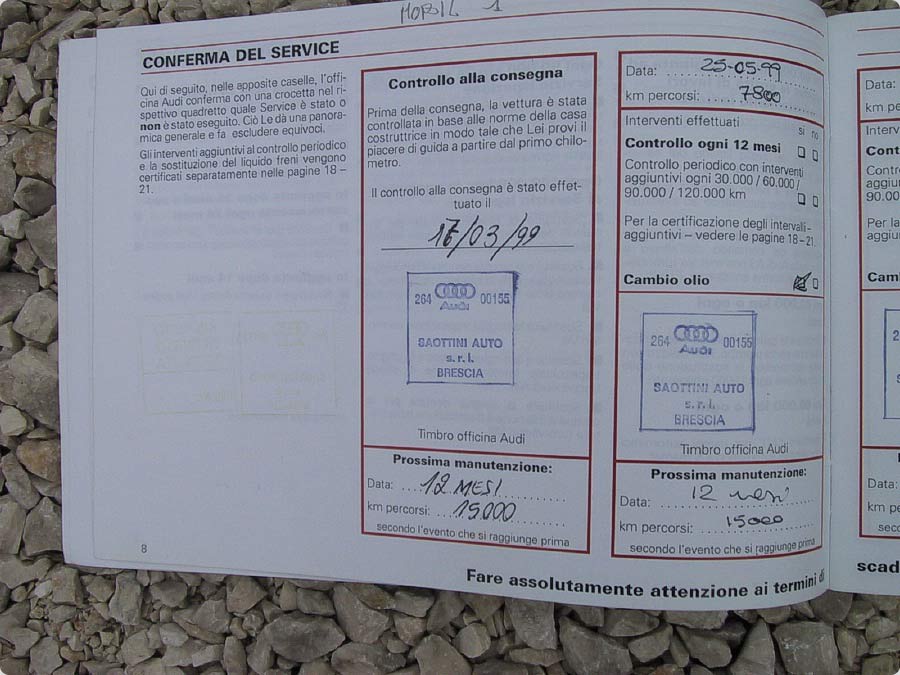 MOBIL 1
CONFERMA DEL SERVICE
Qui di seguito, nelle apposite caselle, l'offi-
cina Audi conferma con una crocetta nel ri-
spettivo quadretto quale Service è stato o
non è stato eseguito. Ciò Le dà una panora-
mica generale e fa escludere equivoci.
Gli interventi aggiuntivi al controllo periodico
e la sostituzione del liquido freni vengono
certificati separatamente nelle pagine 18 –
21.
8
Controllo alla consegna
Prima della consegna, la vettura è stata
controllata in base alle norme della casa
costruttrice in modo tale che Lei provi il
piacere di guida a partire dal primo chilo-
metro.
Il controllo alla consegna è stato effet-
tuato il
/03/99
264 Audi 00155
SAOTTINI AUTO
s.r.l.
BRESCIA
Timbro officina Audi
Prossima manutenzione:
Data: 12 MESI
km percorsi: 15000
secondo l'evento che si raggiunge prima
Data: 25-05-99
km percorsi: 7800
Interventi effettuati si no
Controllo ogni 12 mesi
Controllo periodico con interventi
aggiuntivi ogni 30.000 / 60.000 /
90.000 / 120.000 km
Per la certificazione degli intervalli
aggiuntivi – vedere le pagine 18 – 21
Cambio olio
264 Audi 00155
SAOTTINI AUTO
s.r.l.
BRESCIA
Timbro officina Audi
Prossima manutenzione:
Data: 12 mesi
km percorsi: 15000
secondo l'evento che si raggiunge prima
Fare assolutamente attenzione ai termini di
Data:
km pe
Interv
Cont
Contr
aggiu
90.00
Per la
aggiu
Cam
Data:
km pe
scad